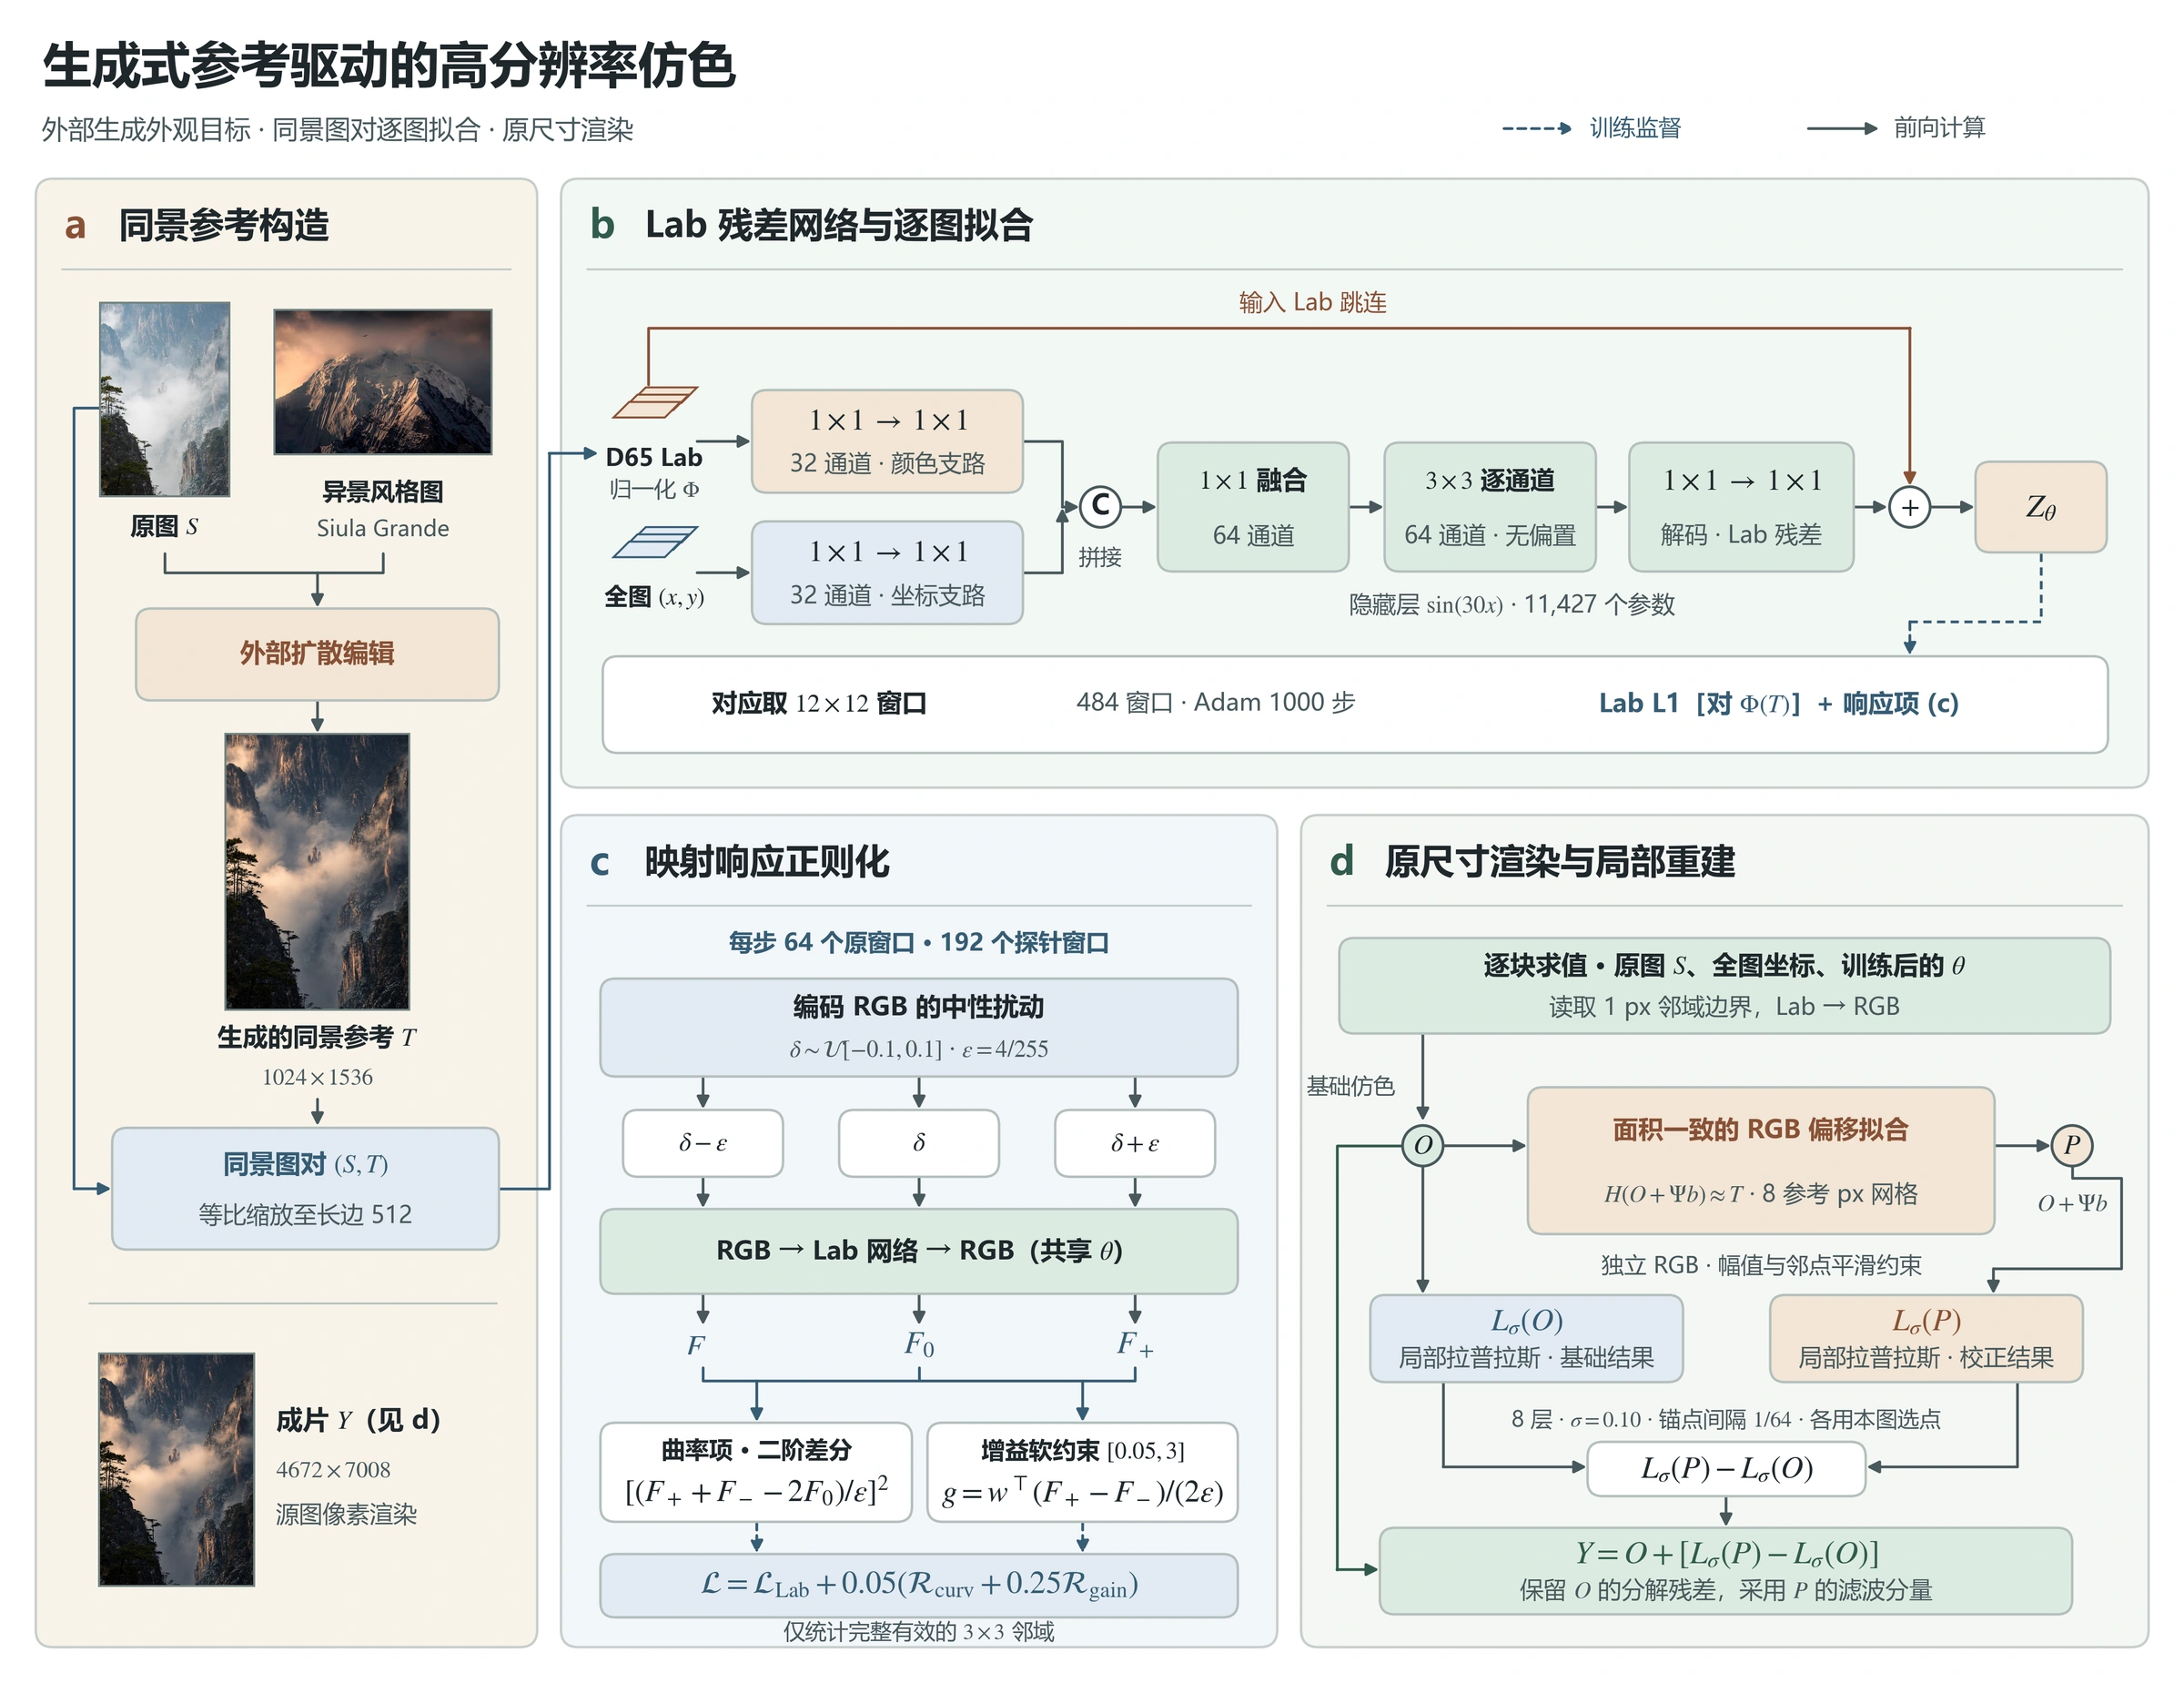 生成式参考驱动的高分辨率仿色
外部生成外观目标 · 同景图对逐图拟合 · 原尺寸渲染
训练监督
前向计算
a 同景参考构造
原图 S
异景风格图
Siula Grande
外部扩散编辑
生成的同景参考 T
1024×1536
同景图对 (S, T)
等比缩放至长边 512
成片 Y（见 d）
4672×7008
源图像素渲染
b Lab 残差网络与逐图拟合
输入 Lab 跳连
D65 Lab
归一化 Φ
全图 (x, y)
1×1 → 1×1
32 通道 · 颜色支路
1×1 → 1×1
32 通道 · 坐标支路
C
拼接
1×1 融合
64 通道
3×3 逐通道
64 通道 · 无偏置
1×1 → 1×1
解码 · Lab 残差
+
Zθ
隐藏层 sin(30x) · 11,427 个参数
对应取 12×12 窗口
484 窗口 · Adam 1000 步
Lab L1［对 Φ(T)］+ 响应项 (c)
c 映射响应正则化
每步 64 个原窗口 • 192 个探针窗口
编码 RGB 的中性扰动
δ∼𝒰[−0.1, 0.1] · ε=4/255
δ−ε
δ
δ+ε
RGB → Lab 网络 → RGB（共享 θ）
F
F₀
F₊
曲率项 • 二阶差分
[(F₊+F₋−2F₀)/ε]²
增益软约束 [0.05, 3]
g=w⊤(F₊−F₋)/(2ε)
ℒ=ℒ_Lab+0.05(ℛ_curv+0.25ℛ_gain)
仅统计完整有效的 3×3 邻域
d 原尺寸渲染与局部重建
逐块求值 • 原图 S、全图坐标、训练后的 θ
读取 1 px 邻域边界，Lab → RGB
基础仿色
O
面积一致的 RGB 偏移拟合
H(O+Ψb)≈T · 8 参考 px 网格
P
O+Ψb
独立 RGB · 幅值与邻点平滑约束
Lσ(O)
局部拉普拉斯 · 基础结果
Lσ(P)
局部拉普拉斯 · 校正结果
8 层 · σ=0.10 · 锚点间隔 1/64 · 各用本图选点
Lσ(P)−Lσ(O)
Y=O+[Lσ(P)−Lσ(O)]
保留 O 的分解残差，采用 P 的滤波分量